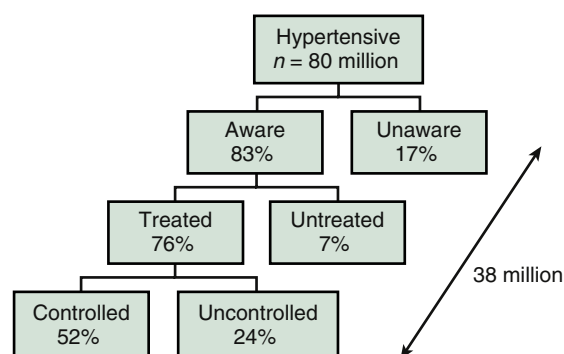 Hypertensive
n = 80 million
Aware
83%
Unaware
17%
Treated
76%
Untreated
7%
38 million
Controlled
52%
Uncontrolled
24%